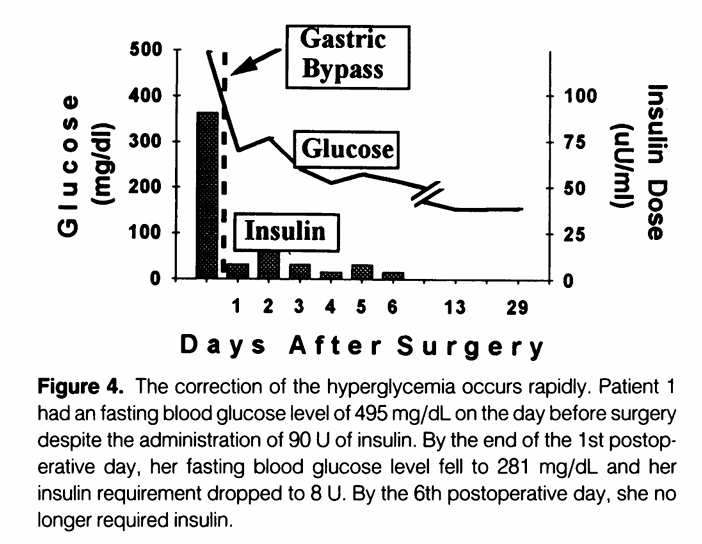 Gastric
Bypass
Glucose
Insulin
Glucose
(mg/dl)
500
400
300
200
100
0
Insulin Dose
(uU/ml)
100
75
50
25
0
1 2 3 4 5 6 13 29
Days After Surgery
Figure 4. The correction of the hyperglycemia occurs rapidly. Patient 1
had an fasting blood glucose level of 495 mg/dL on the day before surgery
despite the administration of 90 U of insulin. By the end of the 1st postop-
erative day, her fasting blood glucose level fell to 281 mg/dL and her
insulin requirement dropped to 8 U. By the 6th postoperative day, she no
longer required insulin.